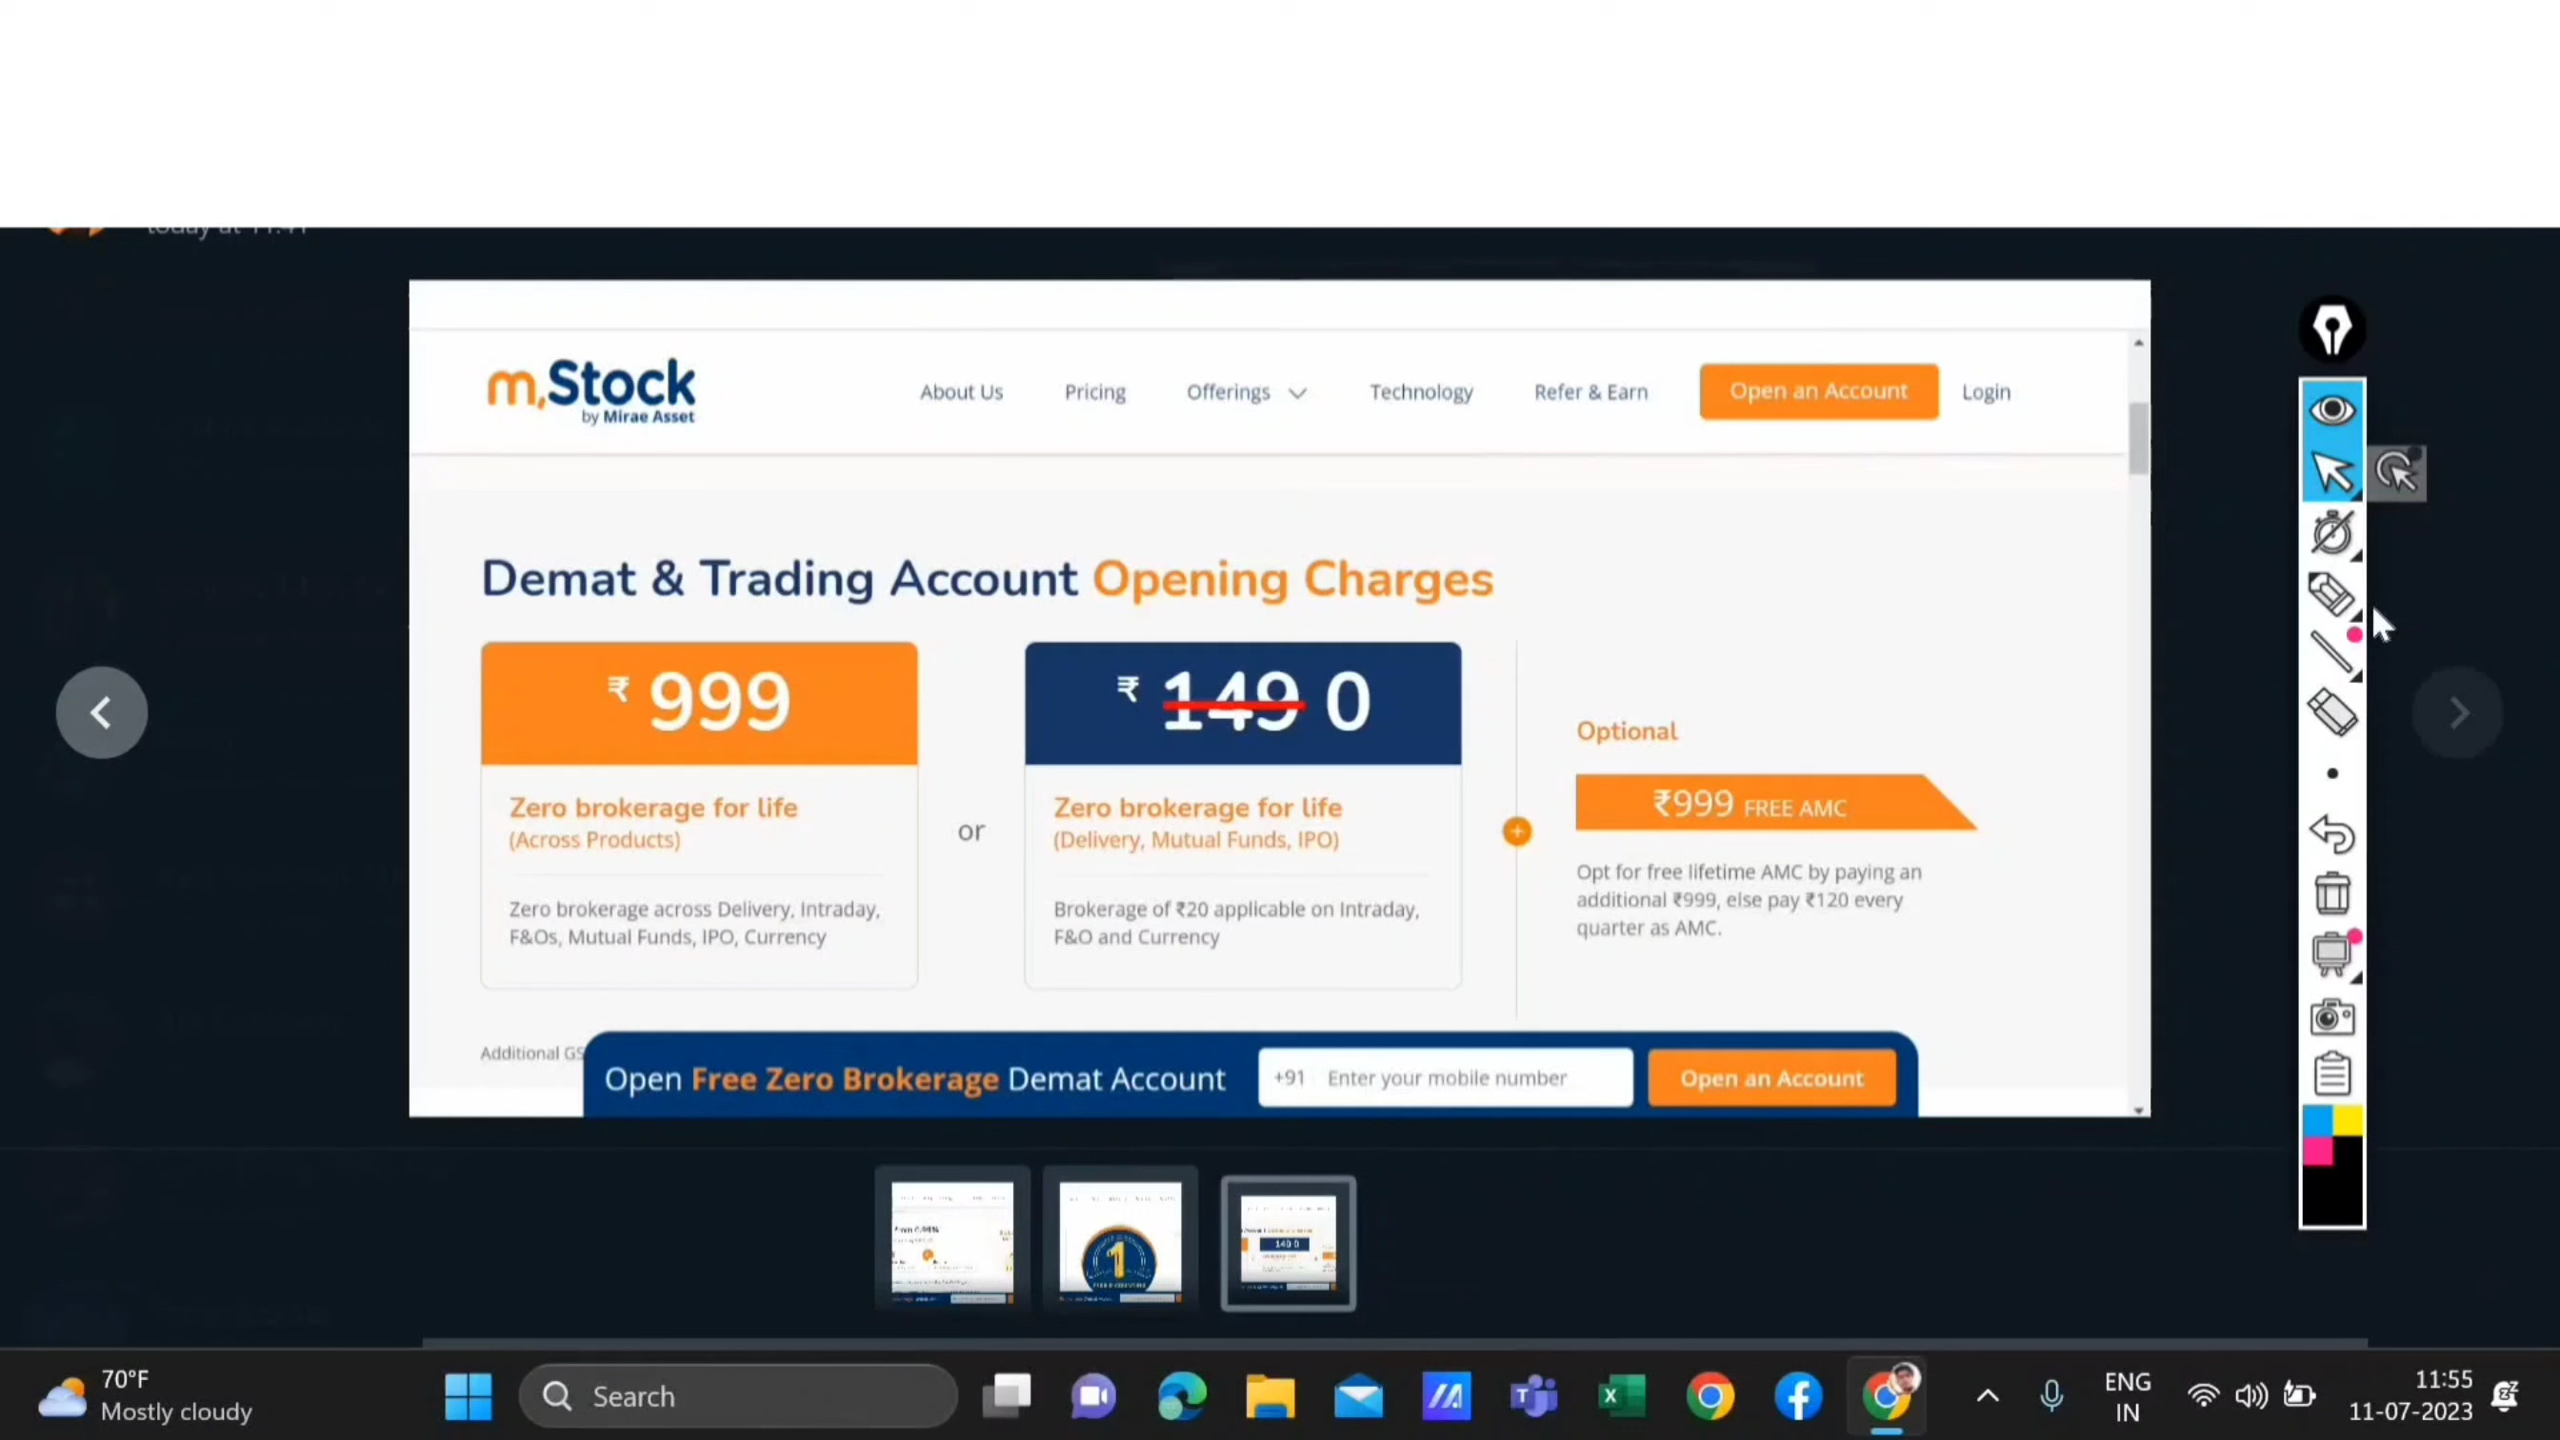 m.Stock
by Mirae Asset
About Us
Pricing
Offerings
Technology
Refer & Earn
Open an Account
Login
Demat & Trading Account Opening Charges
₹ 999
Zero brokerage for life
(Across Products)
Zero brokerage across Delivery, Intraday,
F&Os, Mutual Funds, IPO, Currency
or
₹ 149 0
Zero brokerage for life
(Delivery, Mutual Funds, IPO)
Brokerage of ₹20 applicable on Intraday,
F&O and Currency
Optional
₹999 FREE AMC
Opt for free lifetime AMC by paying an
additional ₹999, else pay ₹120 every
quarter as AMC.
Additional
Open Free Zero Brokerage Demat Account
+91 Enter your mobile number
Open an Account
149 0
1
70°F
Mostly cloudy
Search
ENG
IN
11:55
11-07-2023